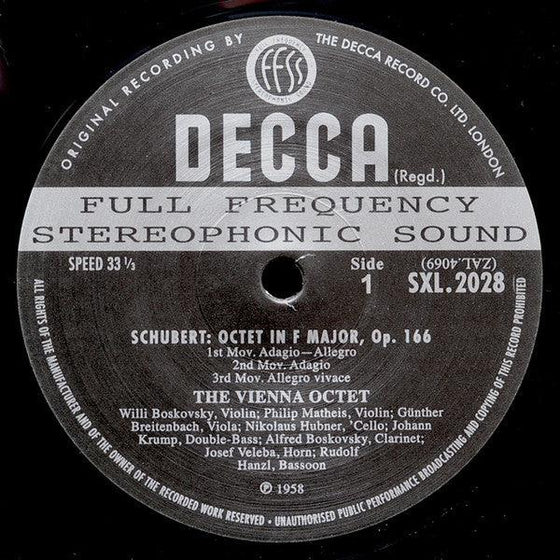 ORIGINAL RECORDING BY
THE DECCA RECORD CO. LTD. LONDON
FFSS
DECCA
(Regd.)
FULL FREQUENCY
STEREOPHONIC SOUND
SPEED 33 ⅓
Side
1
(ZAL.4069)
SXL.2028
SCHUBERT: OCTET IN F MAJOR, Op. 166
1st Mov. Adagio—Allegro
2nd Mov. Adagio
3rd Mov. Allegro vivace
THE VIENNA OCTET
Willi Boskovsky, Violin; Philip Matheis, Violin; Günther
Breitenbach, Viola; Nikolaus Hubner, 'Cello; Johann
Krump, Double-Bass; Alfred Boskovsky, Clarinet;
Josef Veleba, Horn; Rudolf
Hanzl, Bassoon
℗ 1958
ALL RIGHTS OF THE MANUFACTURER AND OF THE OWNER OF THE RECORDED WORK RESERVED • UNAUTHORISED PUBLIC PERFORMANCE BROADCASTING AND COPYING OF THIS RECORD PROHIBITED